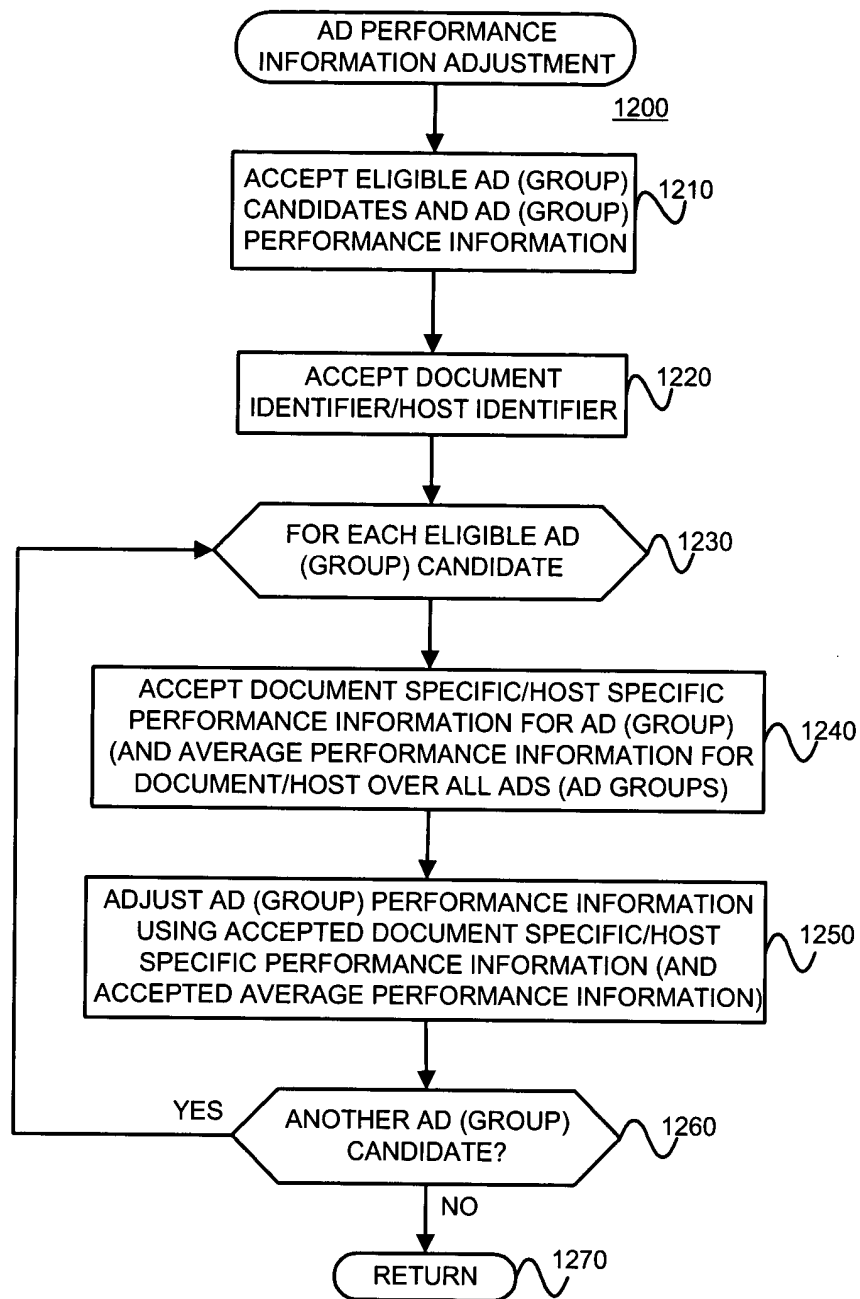 AD PERFORMANCE
INFORMATION ADJUSTMENT
1200
ACCEPT ELIGIBLE AD (GROUP)
CANDIDATES AND AD (GROUP)
PERFORMANCE INFORMATION
1210
ACCEPT DOCUMENT
IDENTIFIER/HOST IDENTIFIER
1220
FOR EACH ELIGIBLE AD
(GROUP) CANDIDATE
1230
ACCEPT DOCUMENT SPECIFIC/HOST SPECIFIC
PERFORMANCE INFORMATION FOR AD (GROUP)
(AND AVERAGE PERFORMANCE INFORMATION FOR
DOCUMENT/HOST OVER ALL ADS (AD GROUPS)
1240
ADJUST AD (GROUP) PERFORMANCE INFORMATION
USING ACCEPTED DOCUMENT SPECIFIC/HOST
SPECIFIC PERFORMANCE INFORMATION (AND
ACCEPTED AVERAGE PERFORMANCE INFORMATION)
1250
YES
ANOTHER AD (GROUP)
CANDIDATE?
1260
NO
RETURN
1270